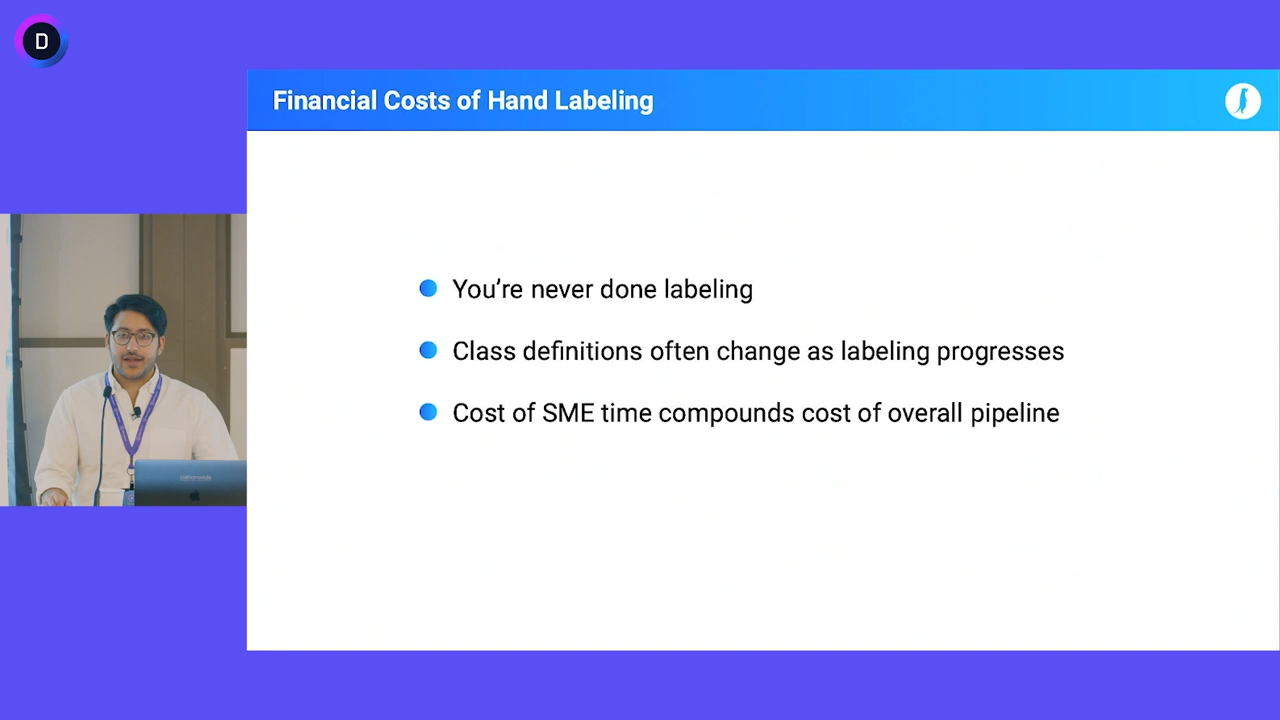 D
Financial Costs of Hand Labeling
You’re never done labeling
Class definitions often change as labeling progresses
Cost of SME time compounds cost of overall pipeline